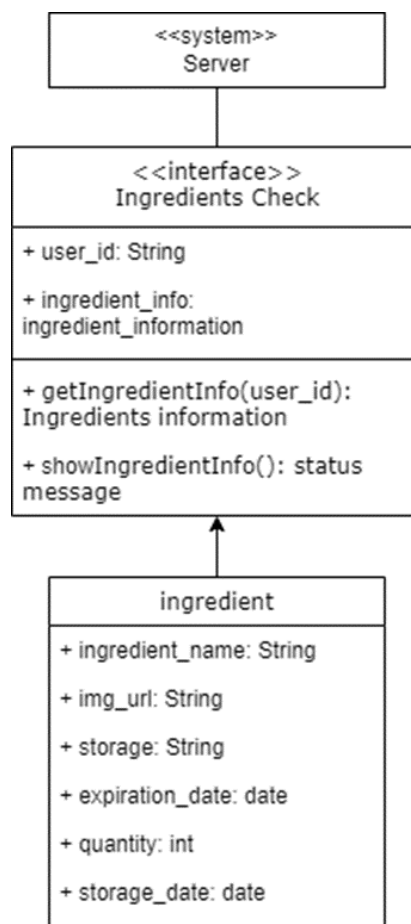 <<system>>
Server
<<interface>>
Ingredients Check
+ user_id: String
+ ingredient_info:
ingredient_information
+ getIngredientInfo(user_id):
Ingredients information
+ showIngredientInfo(): status
message
ingredient
+ ingredient_name: String
+ img_url: String
+ storage: String
+ expiration_date: date
+ quantity: int
+ storage_date: date